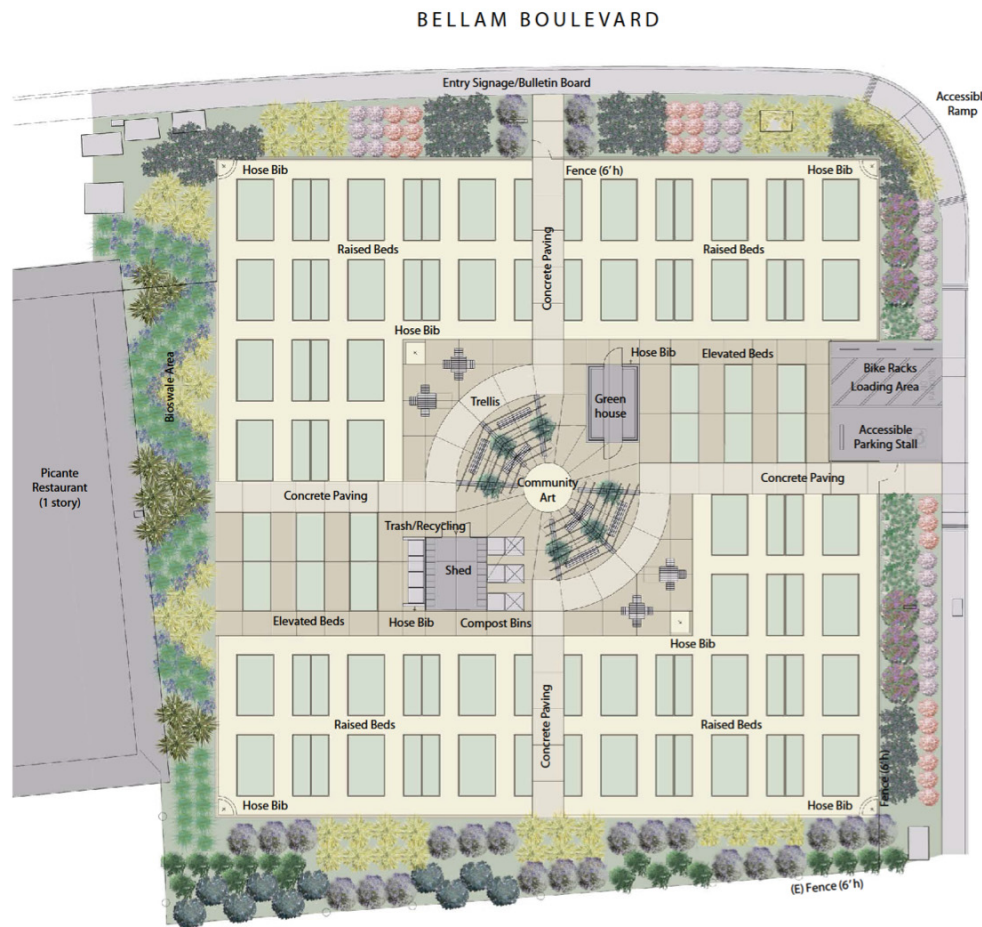 BELLAM BOULEVARD
Entry Signage/Bulletin Board
Accessible
Ramp
Hose Bib
Fence (6'h)
Hose Bib
Raised Beds
Raised Beds
Concrete Paving
Hose Bib
Hose Bib
Elevated Beds
Bioswale Area
Bike Racks
Loading Area
Trellis
Green
house
Accessible
Parking Stall
Picante
Restaurant
(1 story)
Community
Art
Concrete Paving
Concrete Paving
Trash/Recycling
Shed
Elevated Beds
Hose Bib
Compost Bins
Hose Bib
Raised Beds
Raised Beds
Concrete Paving
Fence (6'h)
Hose Bib
Hose Bib
(E) Fence (6'h)